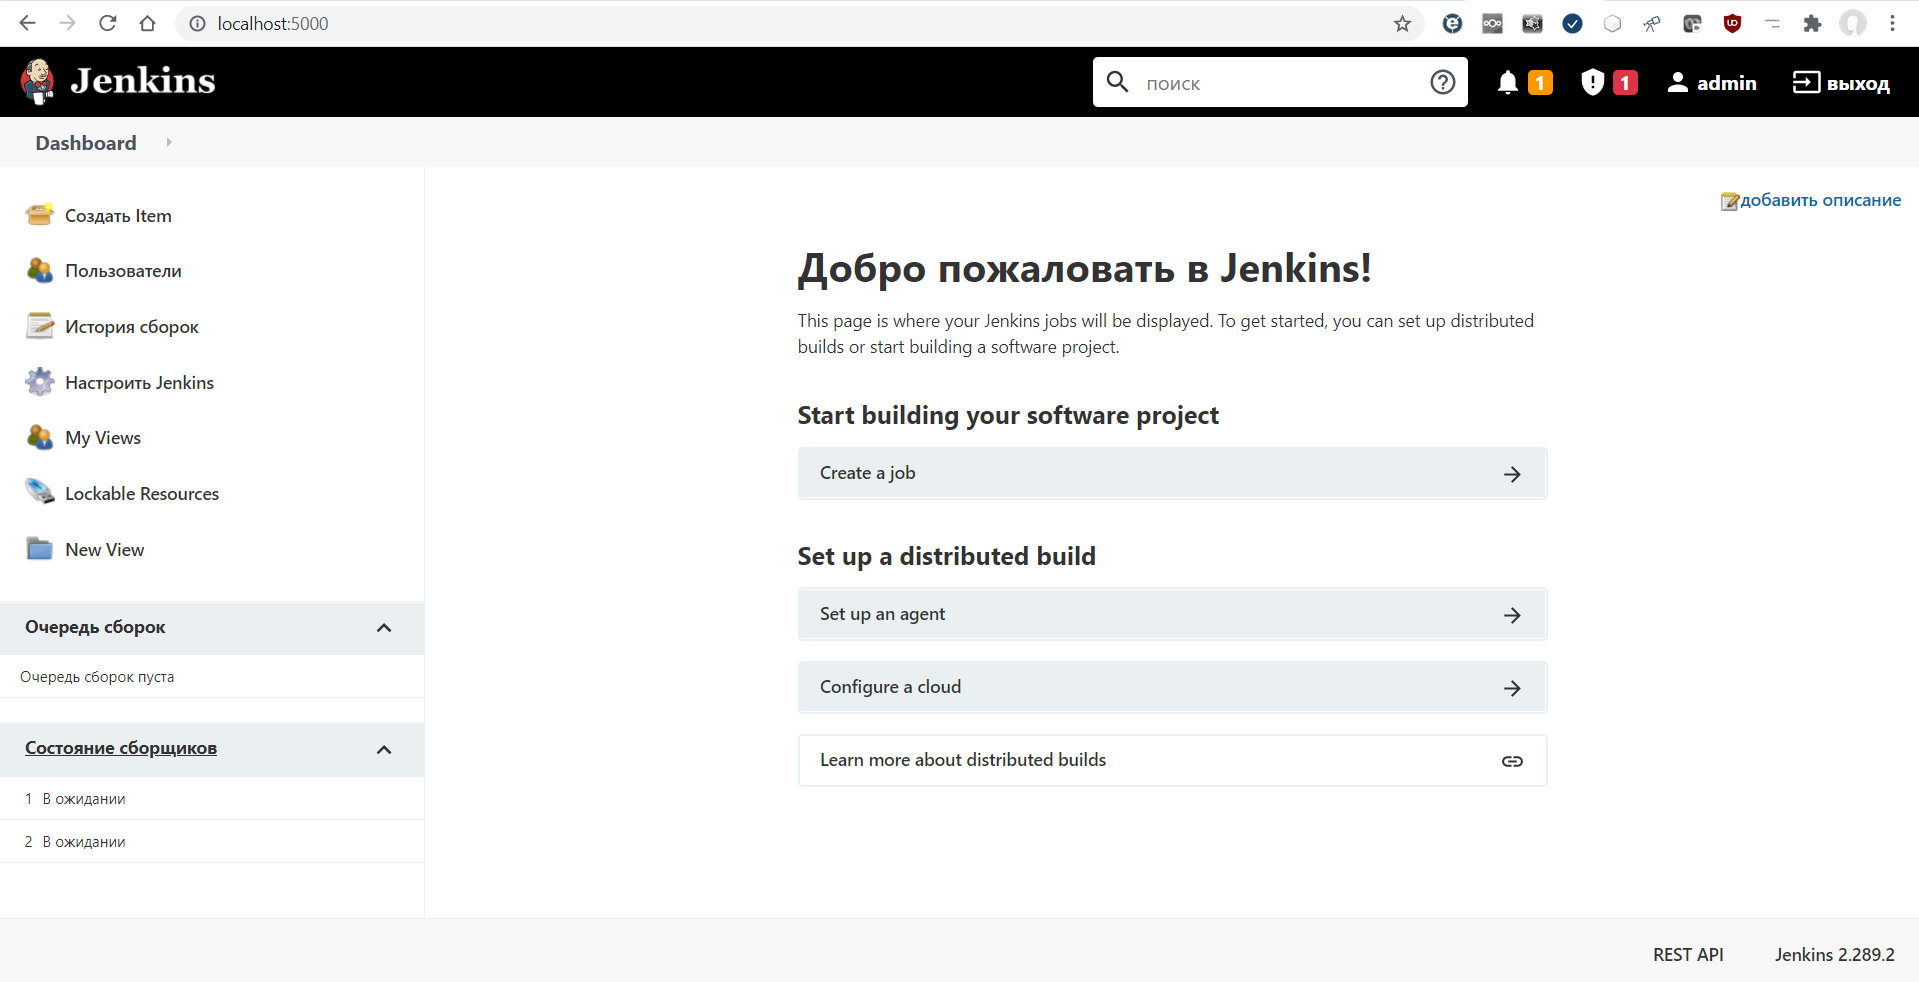 localhost:5000
Jenkins
поиск
1
1
admin
выход
Dashboard
добавить описание
Создать Item
Пользователи
История сборок
Настроить Jenkins
My Views
Lockable Resources
New View
Очередь сборок
Очередь сборок пуста
Состояние сборщиков
1 В ожидании
2 В ожидании
Добро пожаловать в Jenkins!
This page is where your Jenkins jobs will be displayed. To get started, you can set up distributed
builds or start building a software project.
Start building your software project
Create a job
Set up a distributed build
Set up an agent
Configure a cloud
Learn more about distributed builds
REST API
Jenkins 2.289.2